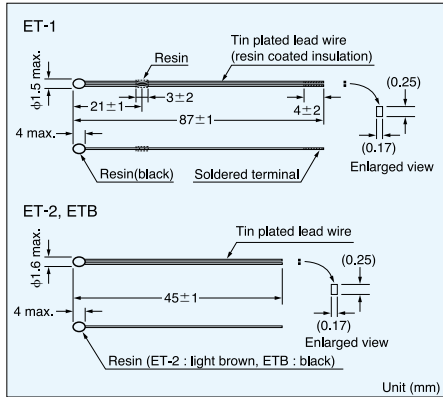 ET-1
Resin
Tin plated lead wire
(resin coated insulation)
ϕ1.5 max.
21±1
3±2
4±2
87±1
4 max.
(0.25)
(0.17)
Enlarged view
Resin(black)
Soldered terminal
ET-2, ETB
Tin plated lead wire
ϕ1.6 max.
45±1
4 max.
(0.25)
(0.17)
Enlarged view
Resin (ET-2 : light brown, ETB : black)
Unit (mm)